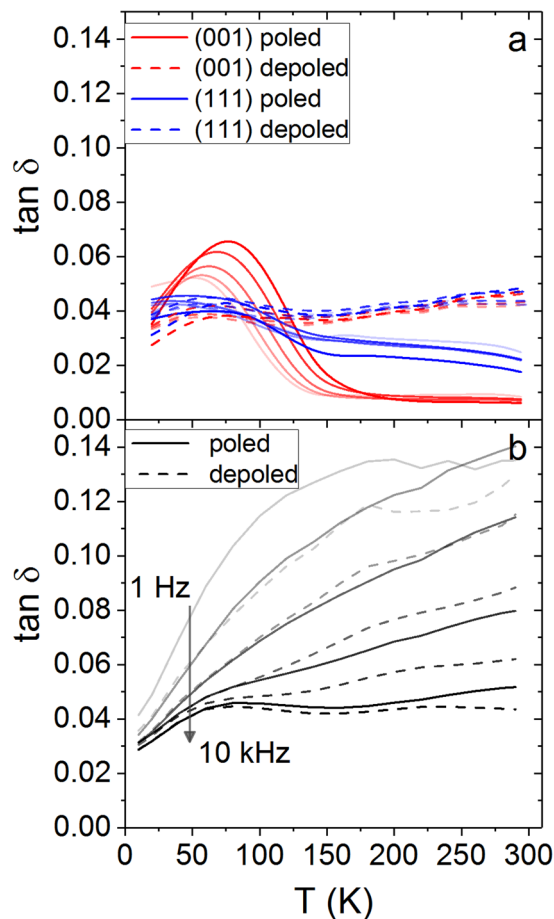 a
(001) poled
(001) depoled
(111) poled
(111) depoled
tan δ
0.14
0.12
0.10
0.08
0.06
0.04
0.02
0.00
b
poled
depoled
1 Hz
10 kHz
tan δ
0.14
0.12
0.10
0.08
0.06
0.04
0.02
0.00
0 50 100 150 200 250 300
T (K)